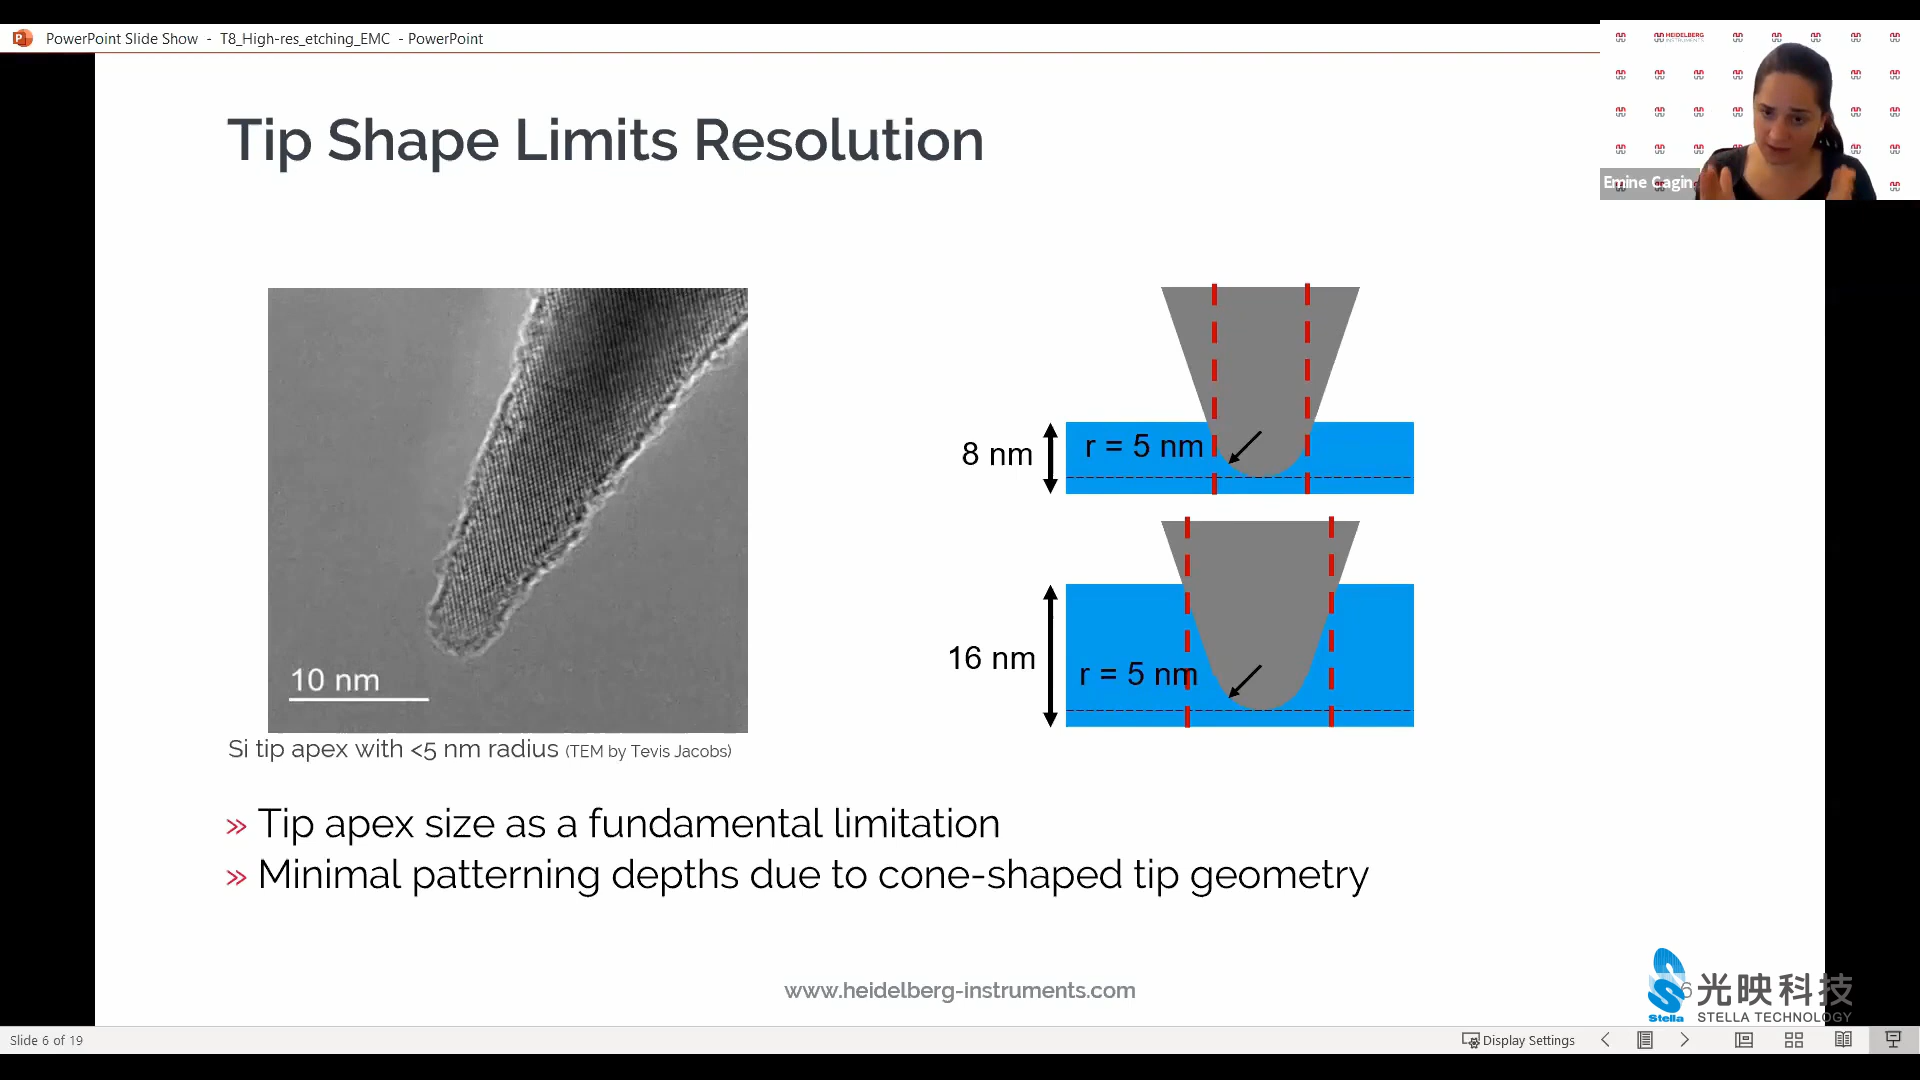 PowerPoint Slide Show - T8_High-res_etching_EMC - PowerPoint
HEIDELBERG
INSTRUMENTS
Emine Cagin
Tip Shape Limits Resolution
10 nm
8 nm
r = 5 nm
16 nm
r = 5 nm
Si tip apex with <5 nm radius (TEM by Tevis Jacobs)
» Tip apex size as a fundamental limitation
» Minimal patterning depths due to cone-shaped tip geometry
www.heidelberg-instruments.com
6
Stella
光映科技
STELLA TECHNOLOGY
Slide 6 of 19
Display Settings